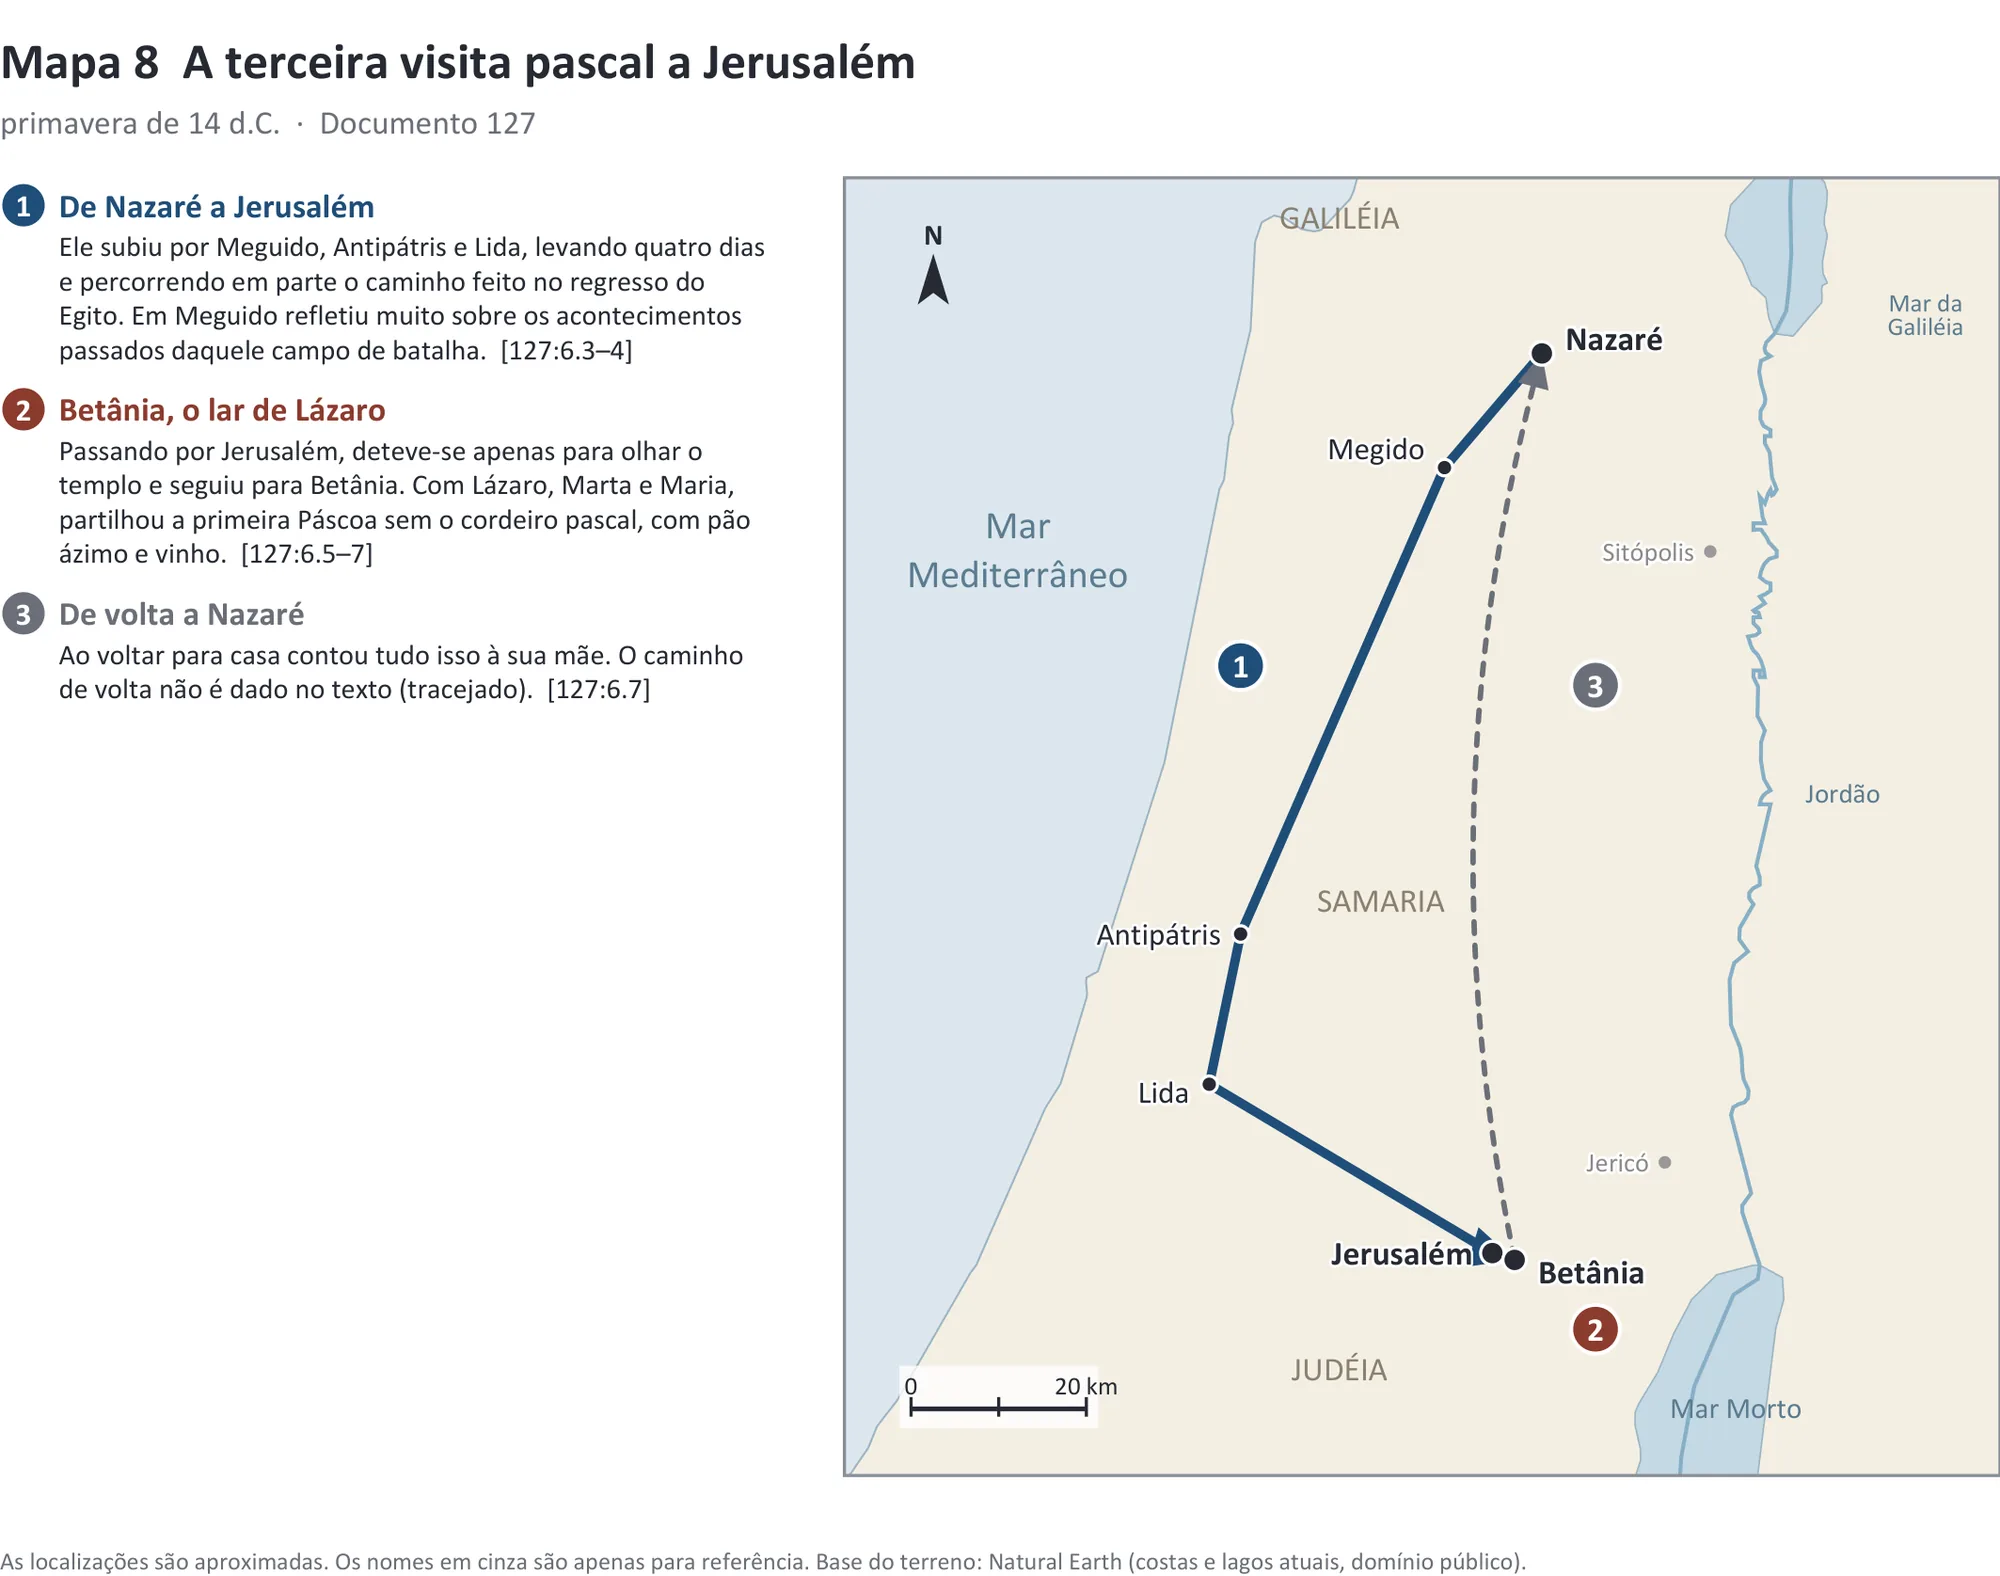 Mapa 8  A terceira visita pascal a Jerusalém
primavera de 14 d.C.  ·  Documento 127
1 De Nazaré a Jerusalém
Ele subiu por Meguido, Antipátris e Lida, levando quatro dias
e percorrendo em parte o caminho feito no regresso do
Egito. Em Meguido refletiu muito sobre os acontecimentos
passados daquele campo de batalha.  [127:6.3–4]
2 Betânia, o lar de Lázaro
Passando por Jerusalém, deteve-se apenas para olhar o
templo e seguiu para Betânia. Com Lázaro, Marta e Maria,
partilhou a primeira Páscoa sem o cordeiro pascal, com pão
ázimo e vinho.  [127:6.5–7]
3 De volta a Nazaré
Ao voltar para casa contou tudo isso à sua mãe. O caminho
de volta não é dado no texto (tracejado).  [127:6.7]
GALILÉIA
N
Mar da
Galiléia
Nazaré
Megido
Mar
Mediterrâneo
Sitópolis
1
3
Jordão
SAMARIA
Antipátris
Lida
Jericó
Jerusalém
Betânia
2
JUDÉIA
0 20 km
Mar Morto
As localizações são aproximadas. Os nomes em cinza são apenas para referência. Base do terreno: Natural Earth (costas e lagos atuais, domínio público).